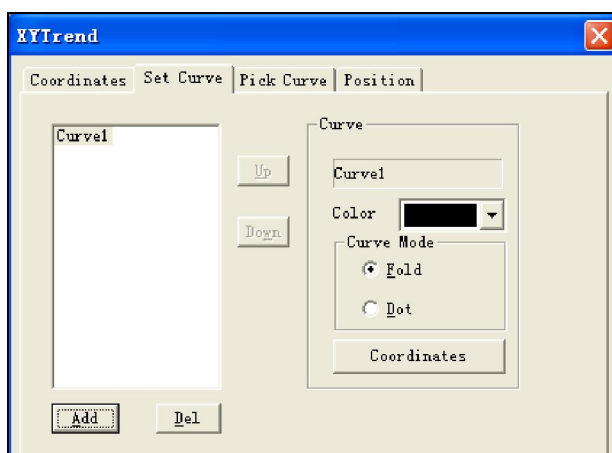 XYTrend
Coordinates Set Curve Pick Curve Position
Curve1
Up
Down
Add Del
Curve
Curve1
Color
Curve Mode
Fold
Dot
Coordinates